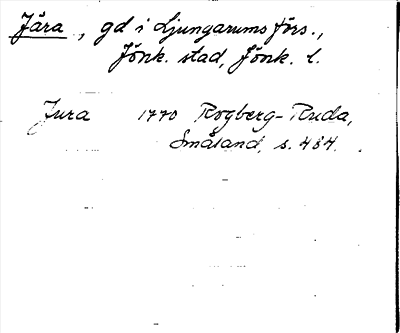 Jära, gd i Ljungarums förs.,
Jönk. stad, Jönk. l.
Jura 1770 Rogberg-Ruda,
Småland, s. 484.